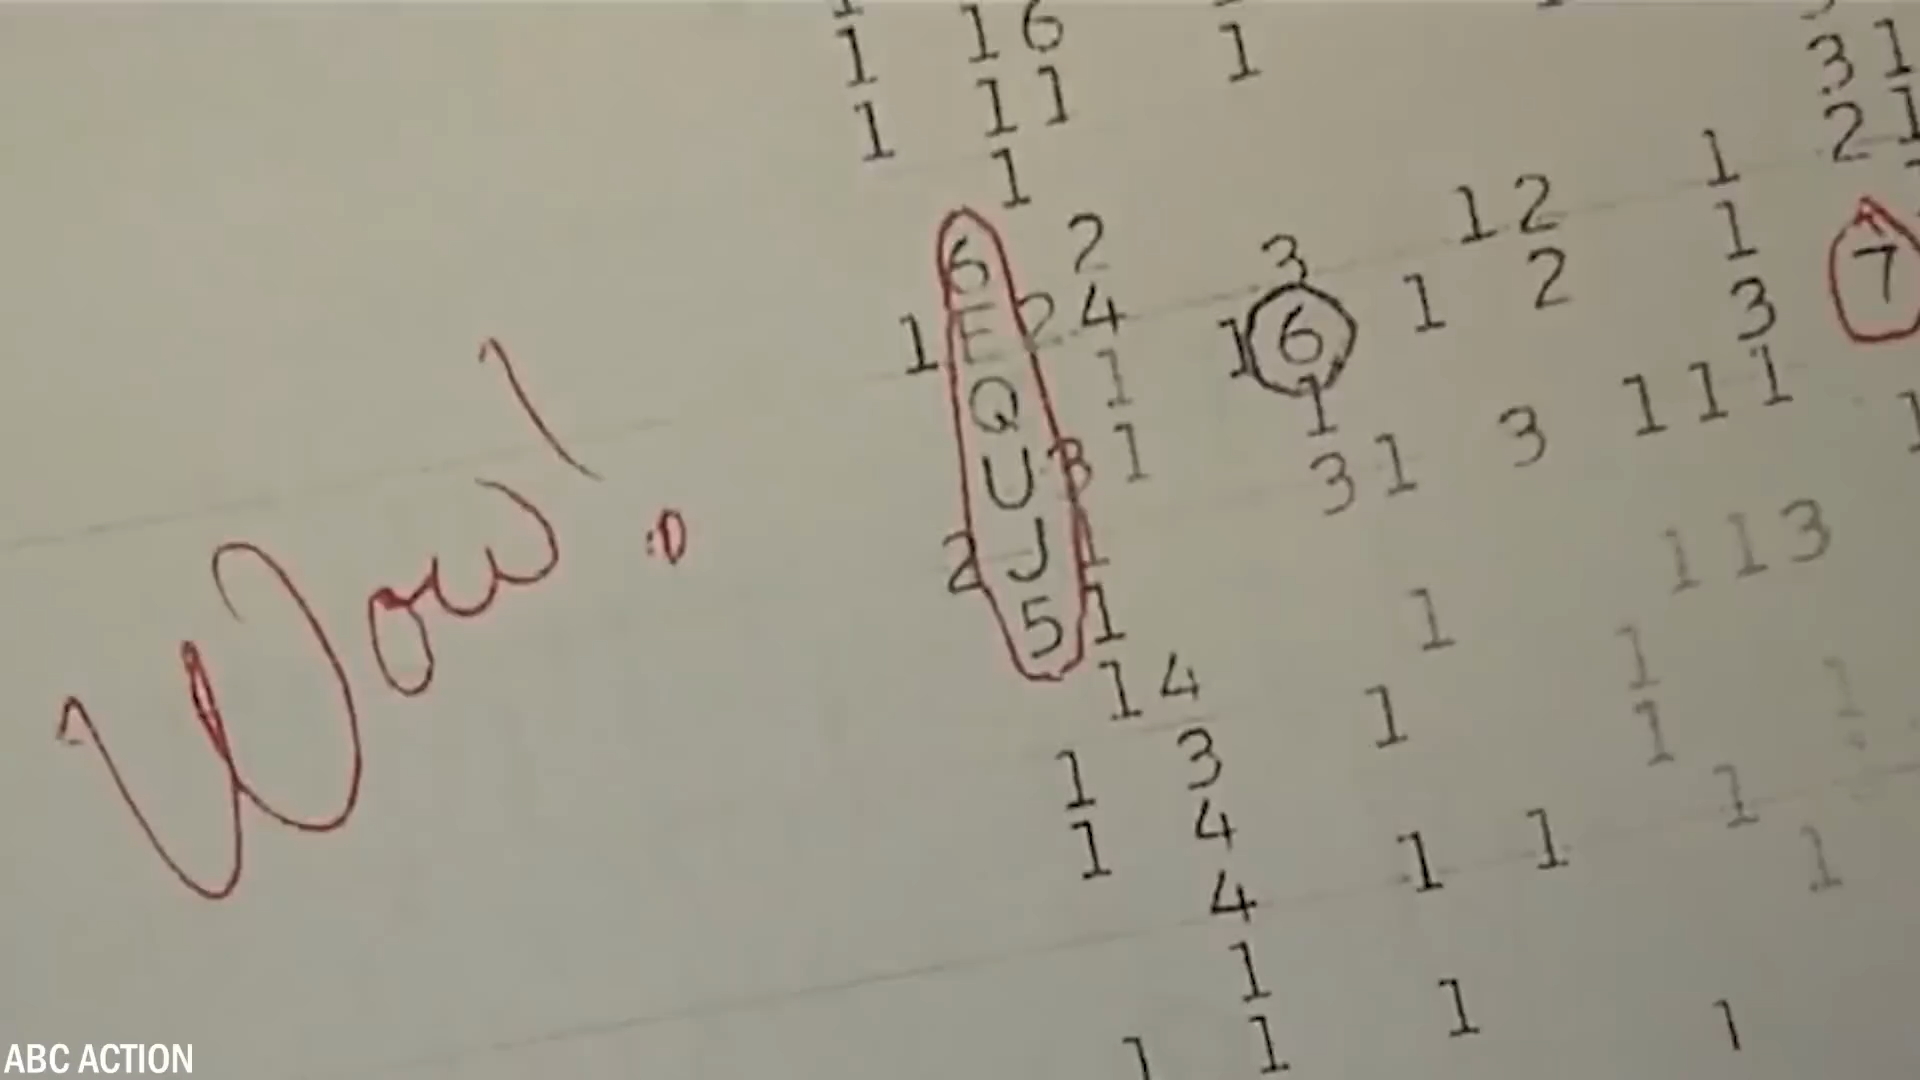 1 16 1
1 11 31
1 1 21
6 2 3 12 1
1E24 16 1 2 1 7
Q 1 1 3
U31 31 3 111
2J1 113
51 1 1
14 1 1
1 3 1
1 4 1 1 1
4 1
1
1 1 1 1
Wow!
ABC ACTION